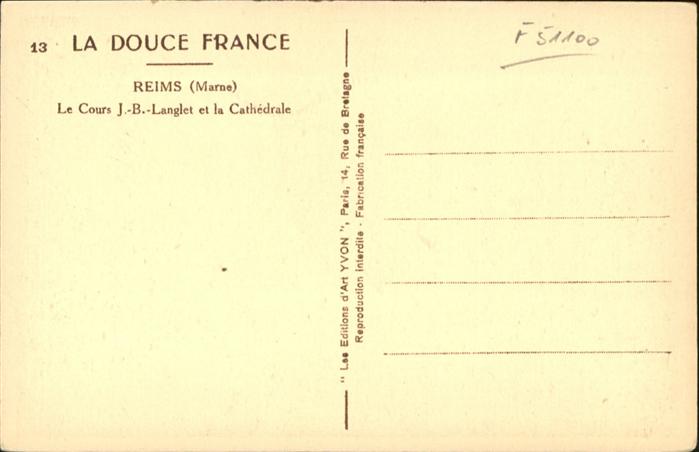 13 LA DOUCE FRANCE
REIMS (Marne)
Le Cours J.-B.-Langlet et la Cathédrale
" Les Editions d'Art YVON ", Paris, 14, Rue de Bretagne
Reproduction interdite - Fabrication française
F 51100